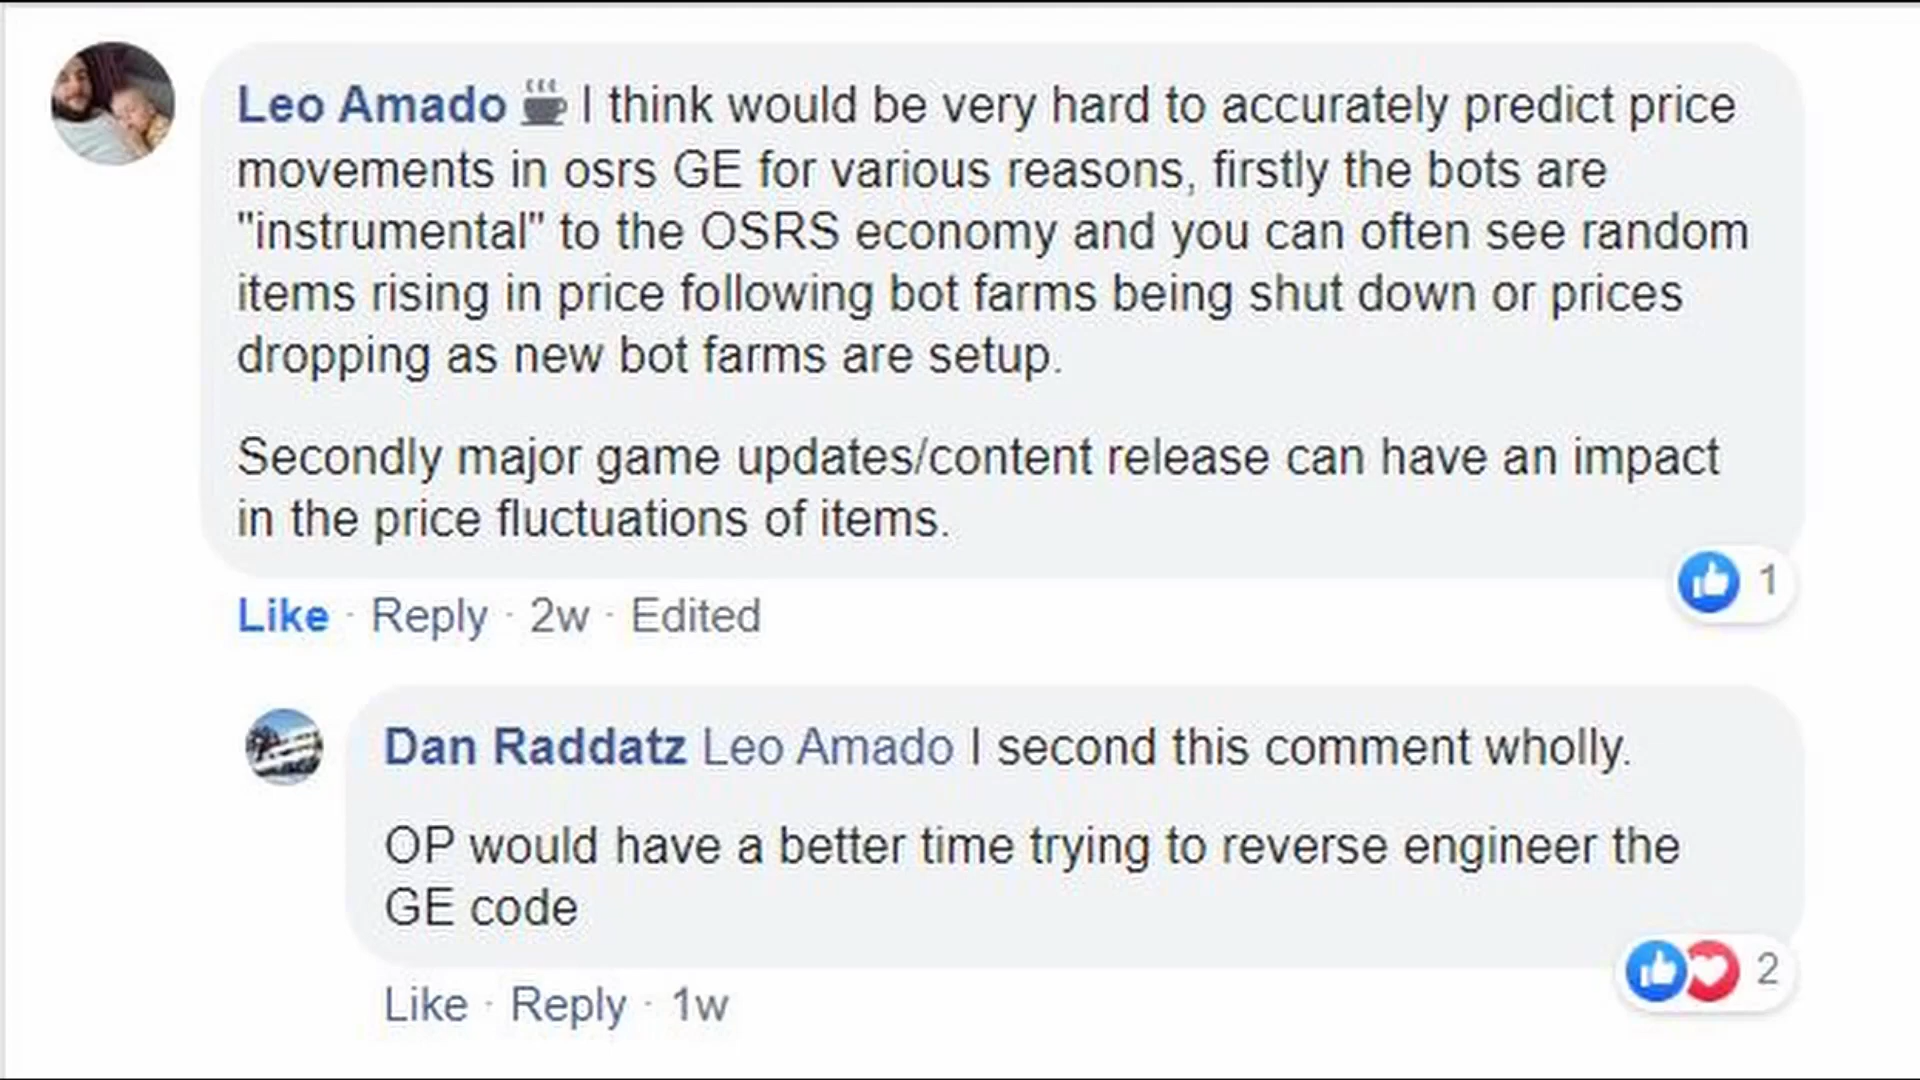 Leo Amado I think would be very hard to accurately predict price
movements in osrs GE for various reasons, firstly the bots are
"instrumental" to the OSRS economy and you can often see random
items rising in price following bot farms being shut down or prices
dropping as new bot farms are setup.
Secondly major game updates/content release can have an impact
in the price fluctuations of items.
1
Like · Reply · 2w · Edited
Dan Raddatz Leo Amado I second this comment wholly.
OP would have a better time trying to reverse engineer the
GE code
2
Like · Reply · 1w